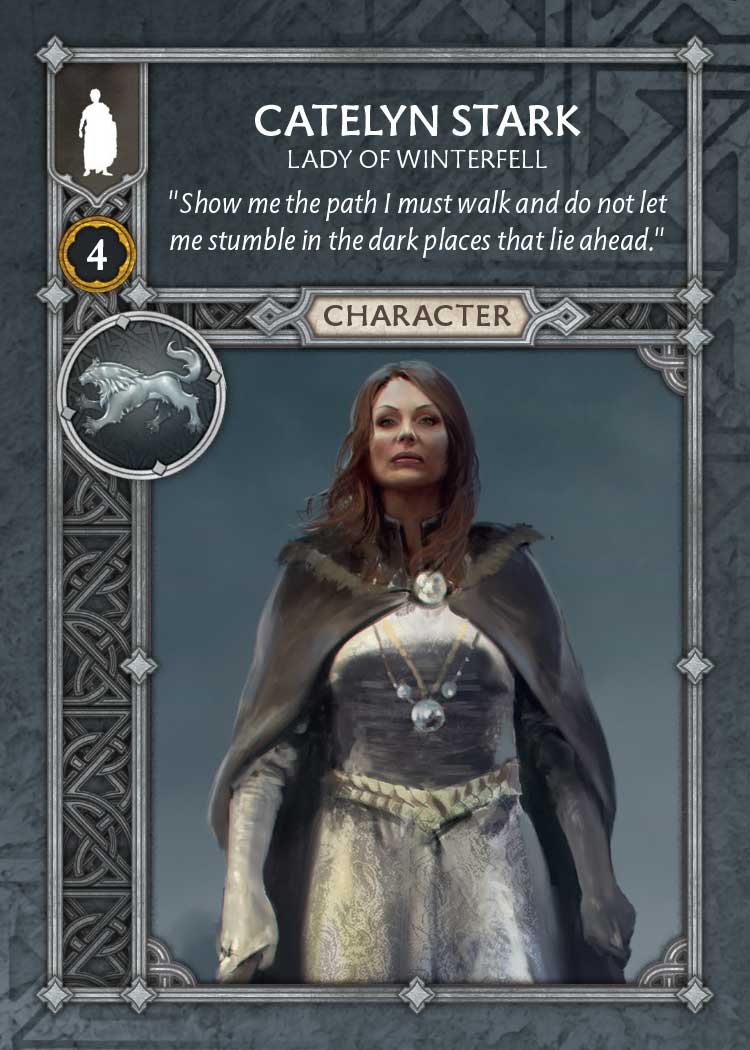 CATELYN STARK
LADY OF WINTERFELL
"Show me the path I must walk and do not let
me stumble in the dark places that lie ahead."
4
CHARACTER